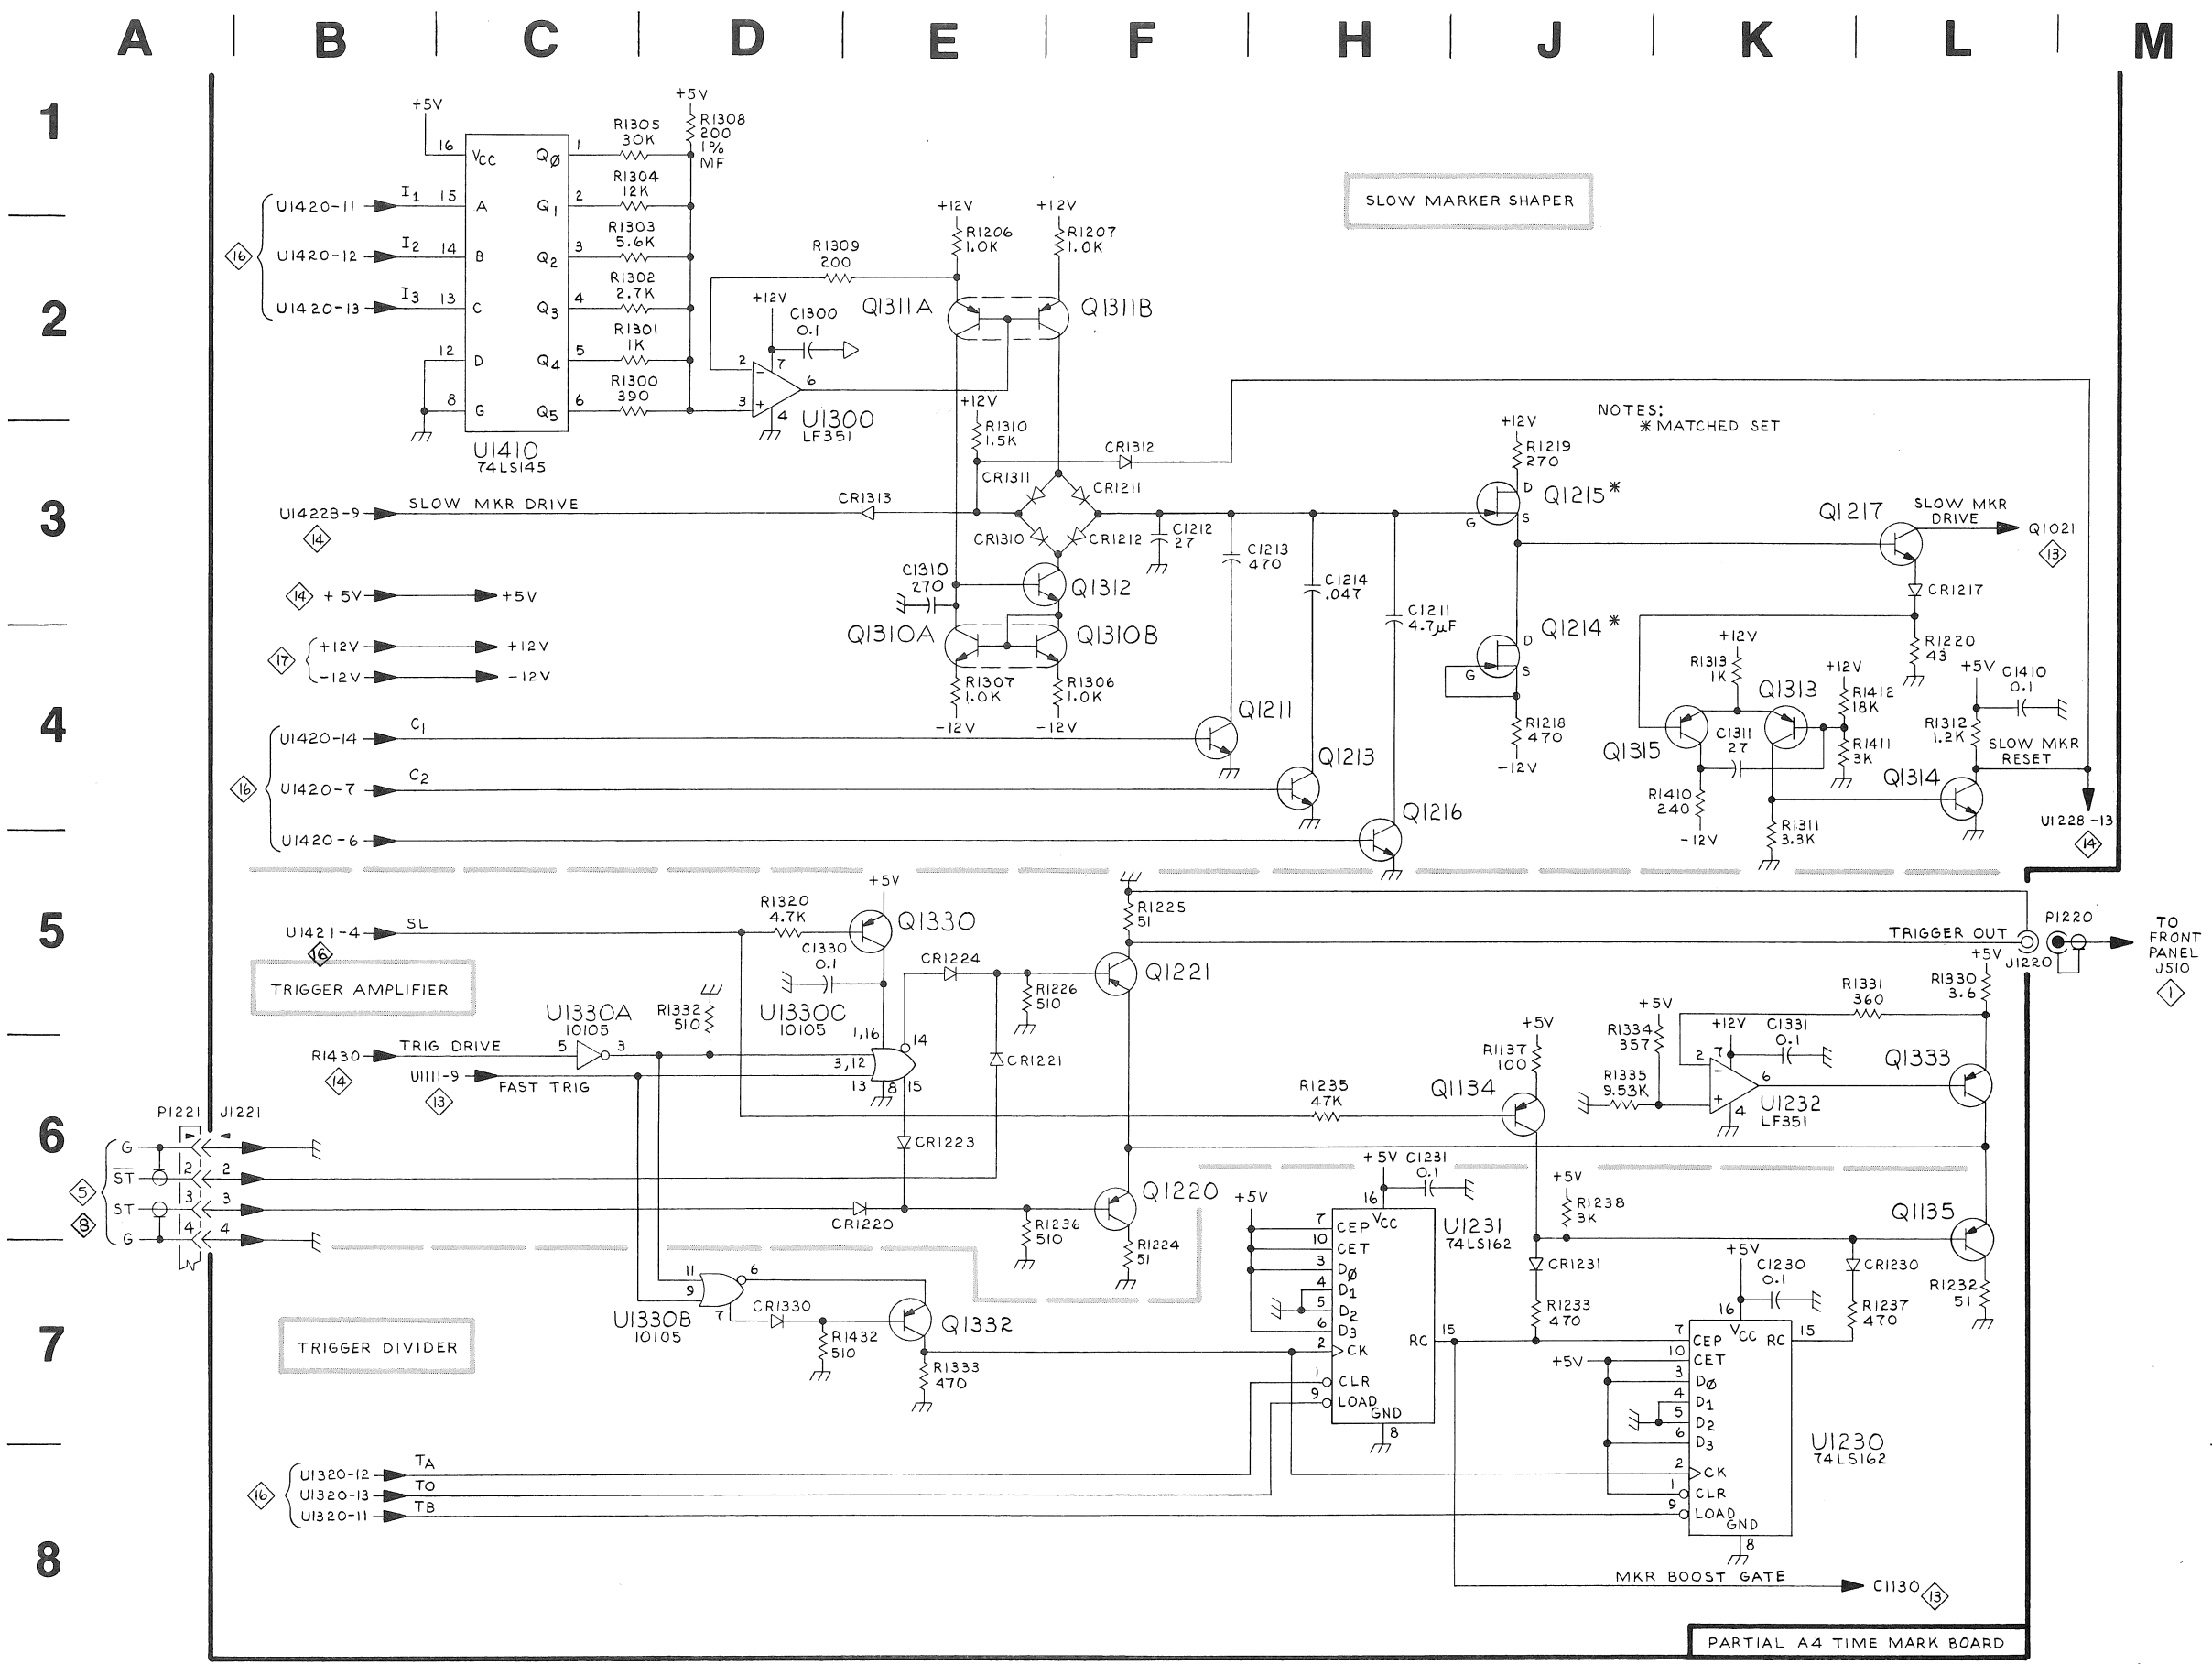 A B C D E F H J K L M
1
2
3
4
5
6
7
8
SLOW MARKER SHAPER
+5V
16 VCC
U1420-11 I1 15 A
U1420-12 I2 14 B
U1420-13 I3 13 C
16
12 D
8 G
QØ 1
Q1 2
Q2 3
Q3 4
Q4 5
Q5 6
U1410
74LS145
R1305
30K
R1304
12K
R1303
5.6K
R1302
2.7K
R1301
1K
R1300
390
+5V
R1308
200
1%
MF
R1309
200
+12V
C1300
0.1
2 -
3 +
7
6
4
U1300
LF351
+12V
R1206
1.0K
+12V
R1207
1.0K
Q1311A
Q1311B
+12V
R1310
1.5K
CR1312
CR1311
CR1211
CR1313
CR1310
CR1212
C1212
27
C1213
470
C1214
.047
C1211
4.7µF
C1310
270
Q1312
Q1310A
Q1310B
R1307
1.0K
-12V
R1306
1.0K
-12V
U1422B-9 SLOW MKR DRIVE
14
14 +5V +5V
17
+12V +12V
-12V -12V
16
U1420-14 C1
U1420-7 C2
U1420-6
Q1211
Q1213
Q1216
NOTES:
*MATCHED SET
+12V
R1219
270
D
G
S
Q1215*
Q1214*
D
G
S
R1218
470
-12V
Q1217
SLOW MKR
DRIVE
Q1021
13
CR1217
R1220
43
+12V
R1313
1K
Q1313
+12V
R1412
18K
R1411
3K
Q1315
C1311
27
R1410
240
-12V
R1311
3.3K
+5V
C1410
0.1
R1312
1.2K
SLOW MKR
RESET
Q1314
U1228-13
14
U1421-4 SL
16
TRIGGER AMPLIFIER
R1320
4.7K
+5V
Q1330
C1330
0.1
CR1224
U1330A
10105
R1332
510
U1330C
10105
1,16
14
3,12
13
8
15
R1430 TRIG DRIVE 5 3
14
U1111-9
FAST TRIG
13
R1225
51
Q1221
R1226
510
CR1221
CR1223
TRIGGER OUT
J1220
P1220
TO
FRONT
PANEL
J510
1
+5V
R1330
3.6
R1331
360
+5V
R1334
357
+12V
C1331
0.1
2 -
+
7
6
4
R1335
9.53K
U1232
LF351
Q1333
+5V
R1137
100
Q1134
R1235
47K
P1221 J1221
G
ST 2 2
ST 3 3
G 4 4
5
8
CR1220
R1236
510
Q1220
R1224
51
+5V
+5V C1231
0.1
16
VCC
7 CEP
10 CET
3 DØ
4 D1
5 D2
6 D3
2 CK
1 CLR
9 LOAD
GND
8
RC 15
U1231
74LS162
+5V
R1238
3K
CR1231
R1233
470
Q1135
CR1230
R1237
470
R1232
51
+5V
C1230
0.1
16
VCC
7 CEP
10 CET
3 DØ
4 D1
5 D2
6 D3
2 CK
1 CLR
9 LOAD
GND
8
RC 15
+5V
U1230
74LS162
11
9
6
7
U1330B
10105
CR1330
R1432
510
Q1332
R1333
470
TRIGGER DIVIDER
16
U1320-12 TA
U1320-13 TO
U1320-11 TB
MKR BOOST GATE
C1130
13
PARTIAL A4 TIME MARK BOARD